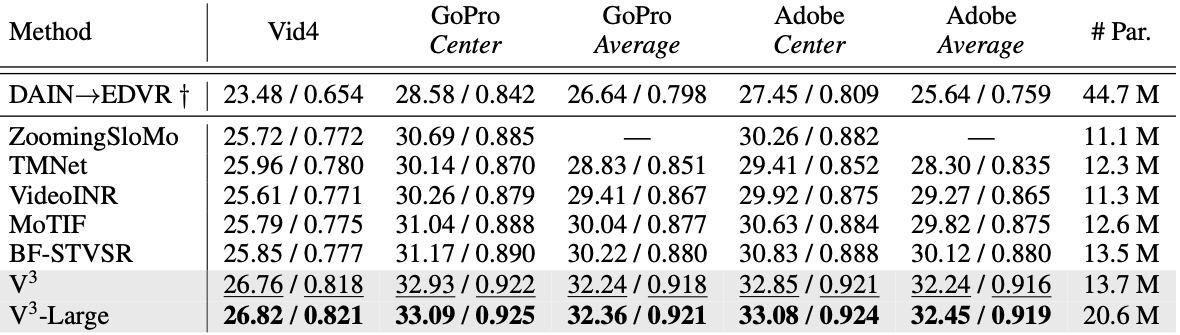 Method Vid4 GoPro Center GoPro Average Adobe Center Adobe Average # Par.
DAIN→EDVR † 23.48 / 0.654 28.58 / 0.842 26.64 / 0.798 27.45 / 0.809 25.64 / 0.759 44.7 M
ZoomingSloMo 25.72 / 0.772 30.69 / 0.885 — 30.26 / 0.882 — 11.1 M
TMNet 25.96 / 0.780 30.14 / 0.870 28.83 / 0.851 29.41 / 0.852 28.30 / 0.835 12.3 M
VideoINR 25.61 / 0.771 30.26 / 0.879 29.41 / 0.867 29.92 / 0.875 29.27 / 0.865 11.3 M
MoTIF 25.79 / 0.775 31.04 / 0.888 30.04 / 0.877 30.63 / 0.884 29.82 / 0.875 12.6 M
BF-STVSR 25.85 / 0.777 31.17 / 0.890 30.22 / 0.880 30.83 / 0.888 30.12 / 0.880 13.5 M
V³ 26.76 / 0.818 32.93 / 0.922 32.24 / 0.918 32.85 / 0.921 32.24 / 0.916 13.7 M
V³-Large 26.82 / 0.821 33.09 / 0.925 32.36 / 0.921 33.08 / 0.924 32.45 / 0.919 20.6 M